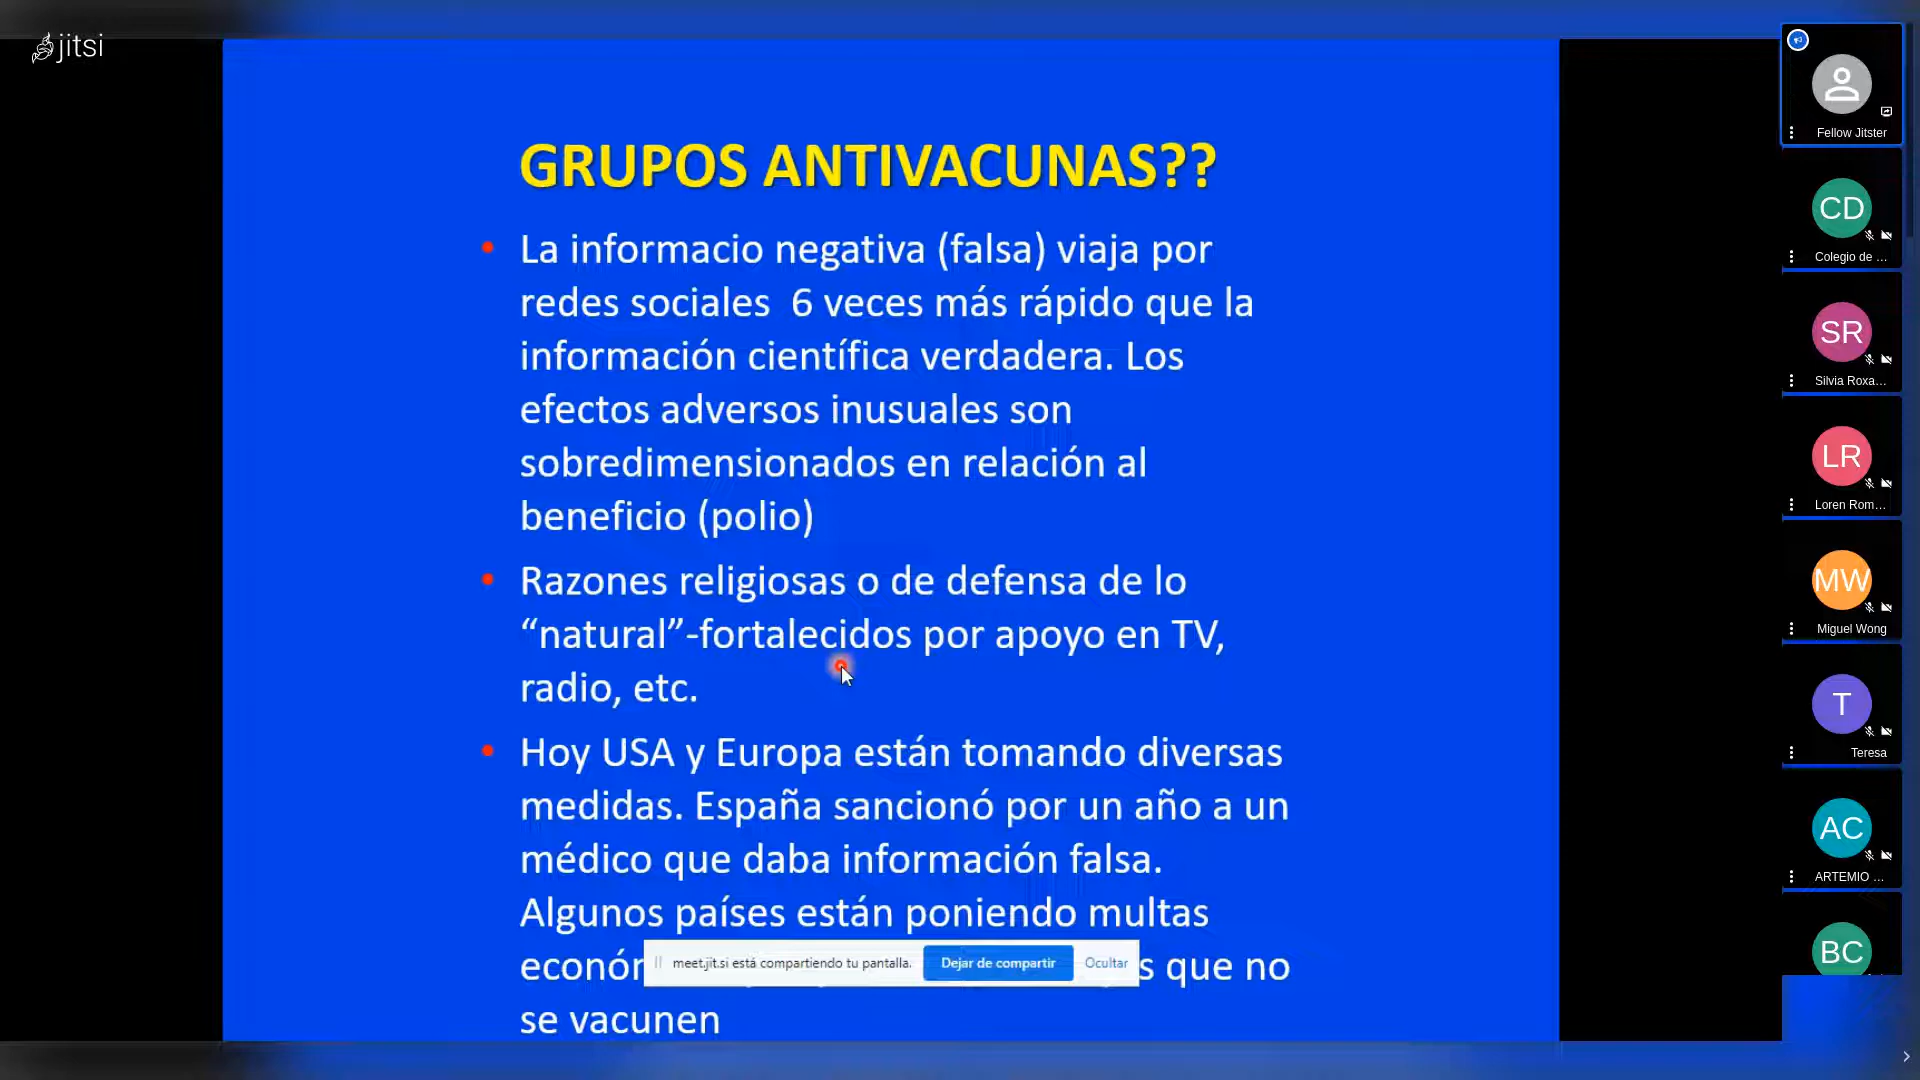 jitsi
GRUPOS ANTIVACUNAS??
• La informacio negativa (falsa) viaja por
redes sociales 6 veces más rápido que la
información científica verdadera. Los
efectos adversos inusuales son
sobredimensionados en relación al
beneficio (polio)
• Razones religiosas o de defensa de lo
“natural”-fortalecidos por apoyo en TV,
radio, etc.
• Hoy USA y Europa están tomando diversas
medidas. España sancionó por un año a un
médico que daba información falsa.
Algunos países están poniendo multas
que no
se vacunen
meet.jit.si está compartiendo tu pantalla. Dejar de compartir Ocultar
Fellow Jitster
CD
Colegio de ...
SR
Silvia Roxa...
LR
Loren Rom...
MW
Miguel Wong
T
Teresa
AC
ARTEMIO ...
BC